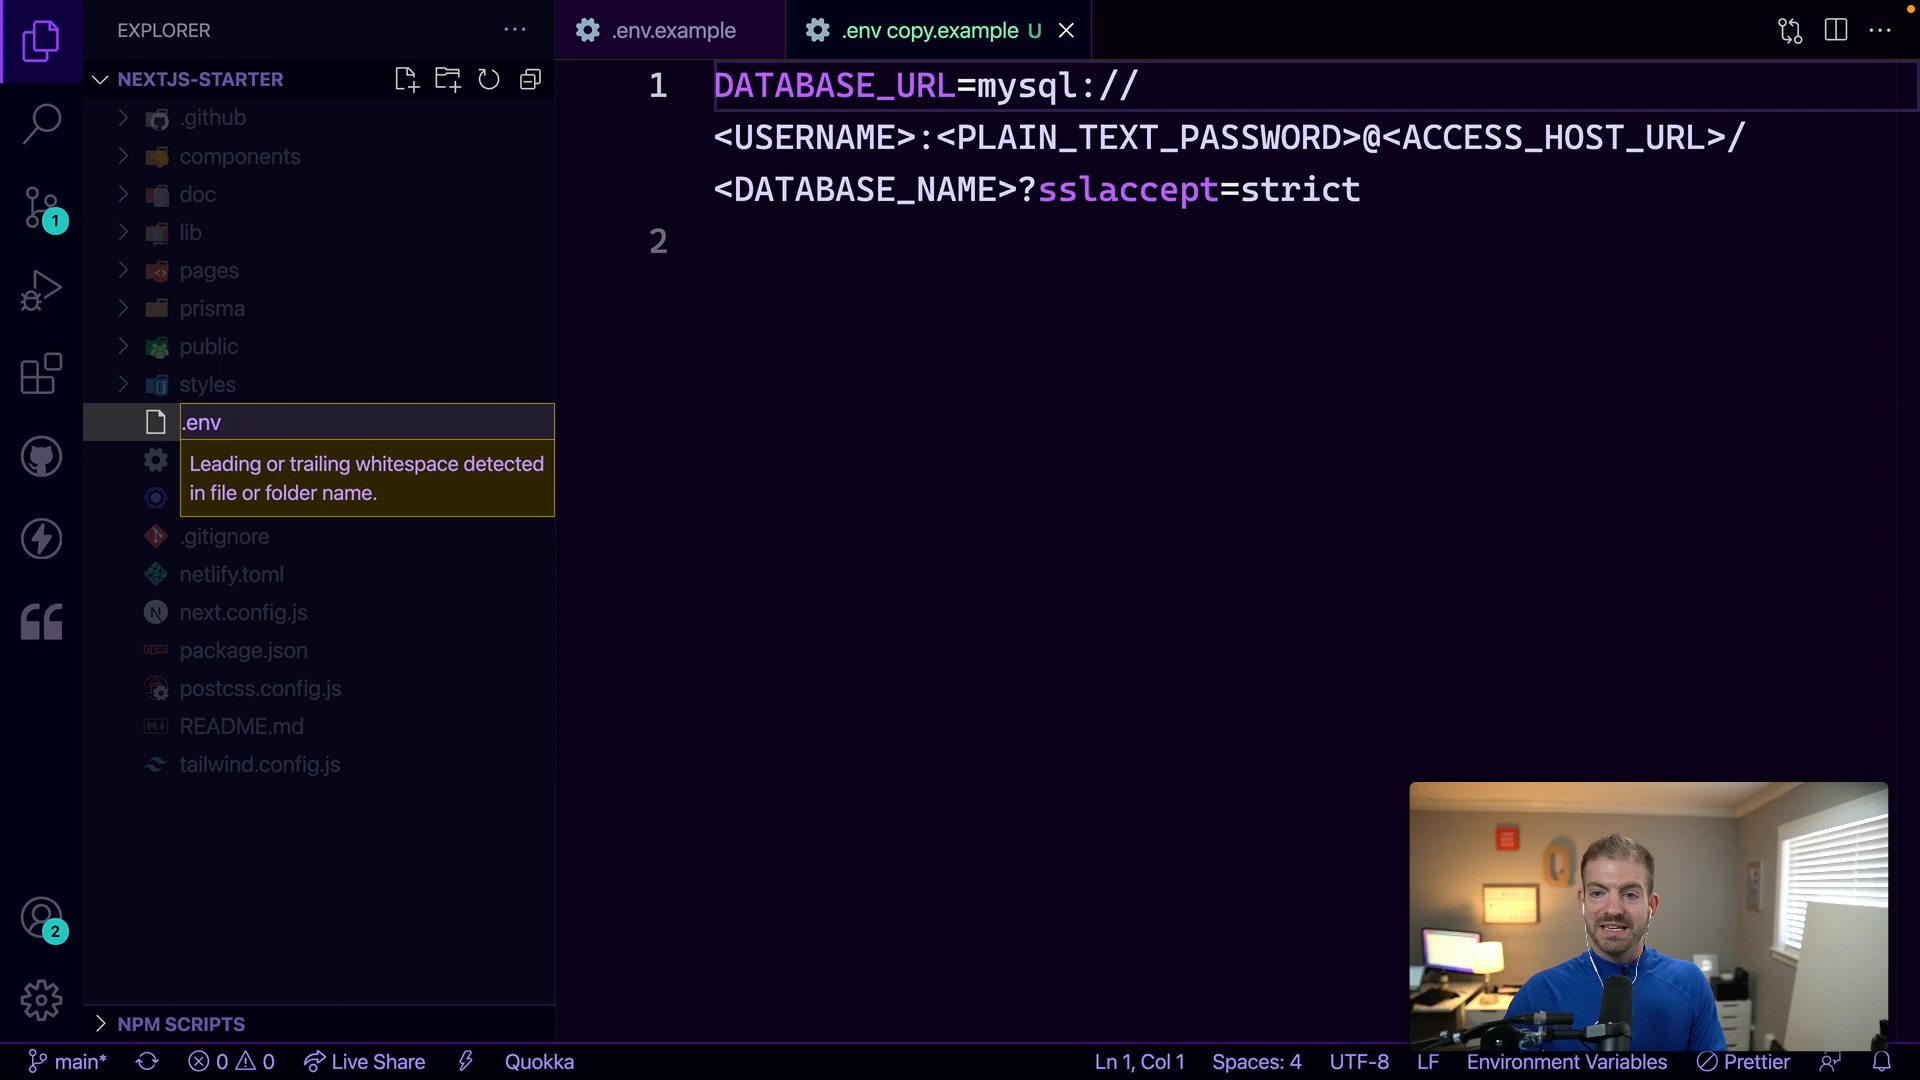 EXPLORER
.env.example
.env copy.example U
NEXTJS-STARTER
.github
components
doc
lib
pages
prisma
public
styles
.env
Leading or trailing whitespace detected
in file or folder name.
.gitignore
netlify.toml
next.config.js
package.json
postcss.config.js
README.md
tailwind.config.js
NPM SCRIPTS
1
2
1 DATABASE_URL=mysql://
<USERNAME>:<PLAIN_TEXT_PASSWORD>@<ACCESS_HOST_URL>/
<DATABASE_NAME>?sslaccept=strict
2
main* 0 0 Live Share Quokka Ln 1, Col 1 Spaces: 4 UTF-8 LF Environment Variables Prettier